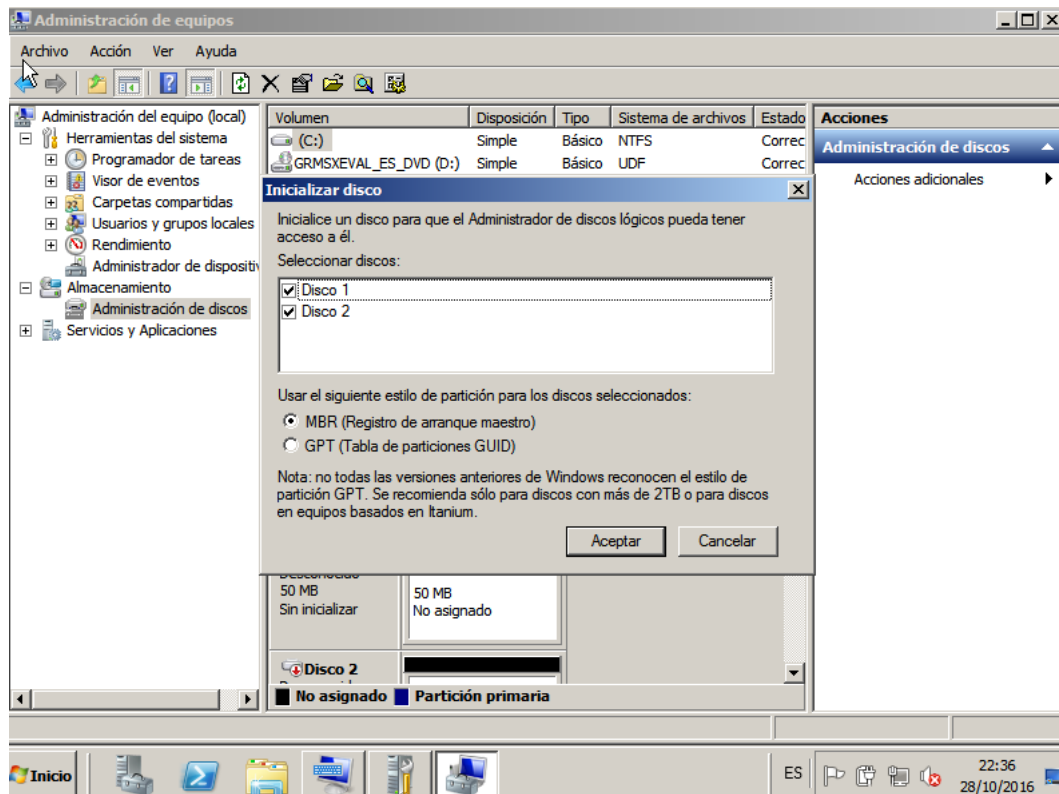 Administración de equipos
Archivo Acción Ver Ayuda
Administración del equipo (local)
Herramientas del sistema
Programador de tareas
Visor de eventos
Carpetas compartidas
Usuarios y grupos locales
Rendimiento
Administrador de dispositi
Almacenamiento
Administración de discos
Servicios y Aplicaciones
Volumen Disposición Tipo Sistema de archivos Estado
(C:) Simple Básico NTFS Correc
GRMSXEVAL_ES_DVD (D:) Simple Básico UDF Correc
Acciones
Administración de discos
Acciones adicionales
Inicializar disco
Inicialice un disco para que el Administrador de discos lógicos pueda tener
acceso a él.
Seleccionar discos:
Disco 1
Disco 2
Usar el siguiente estilo de partición para los discos seleccionados:
MBR (Registro de arranque maestro)
GPT (Tabla de particiones GUID)
Nota: no todas las versiones anteriores de Windows reconocen el estilo de
partición GPT. Se recomienda sólo para discos con más de 2TB o para discos
en equipos basados en Itanium.
Aceptar Cancelar
50 MB 50 MB
Sin inicializar No asignado
Disco 2
No asignado Partición primaria
Inicio ES 22:36
28/10/2016